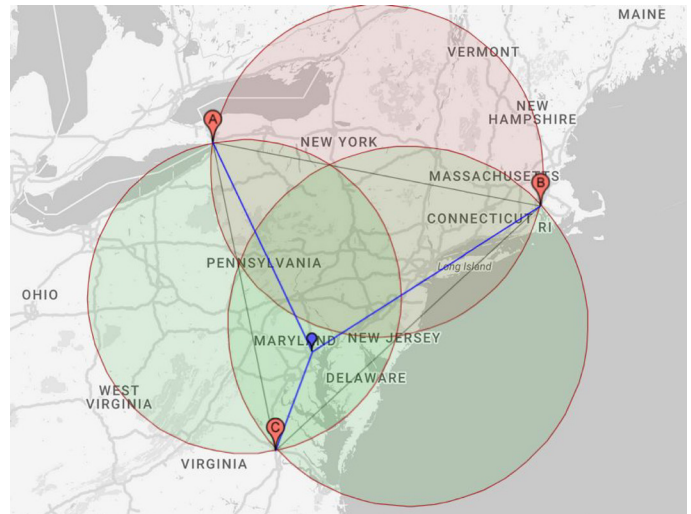 MAINE
VERMONT
NEW
HAMPSHIRE
A
NEW YORK
MASSACHUSETTS
B
CONNECTICUT
RI
PENNSYLVANIA
Long Island
OHIO
MARYLAND
NEW JERSEY
DELAWARE
WEST
VIRGINIA
C
VIRGINIA